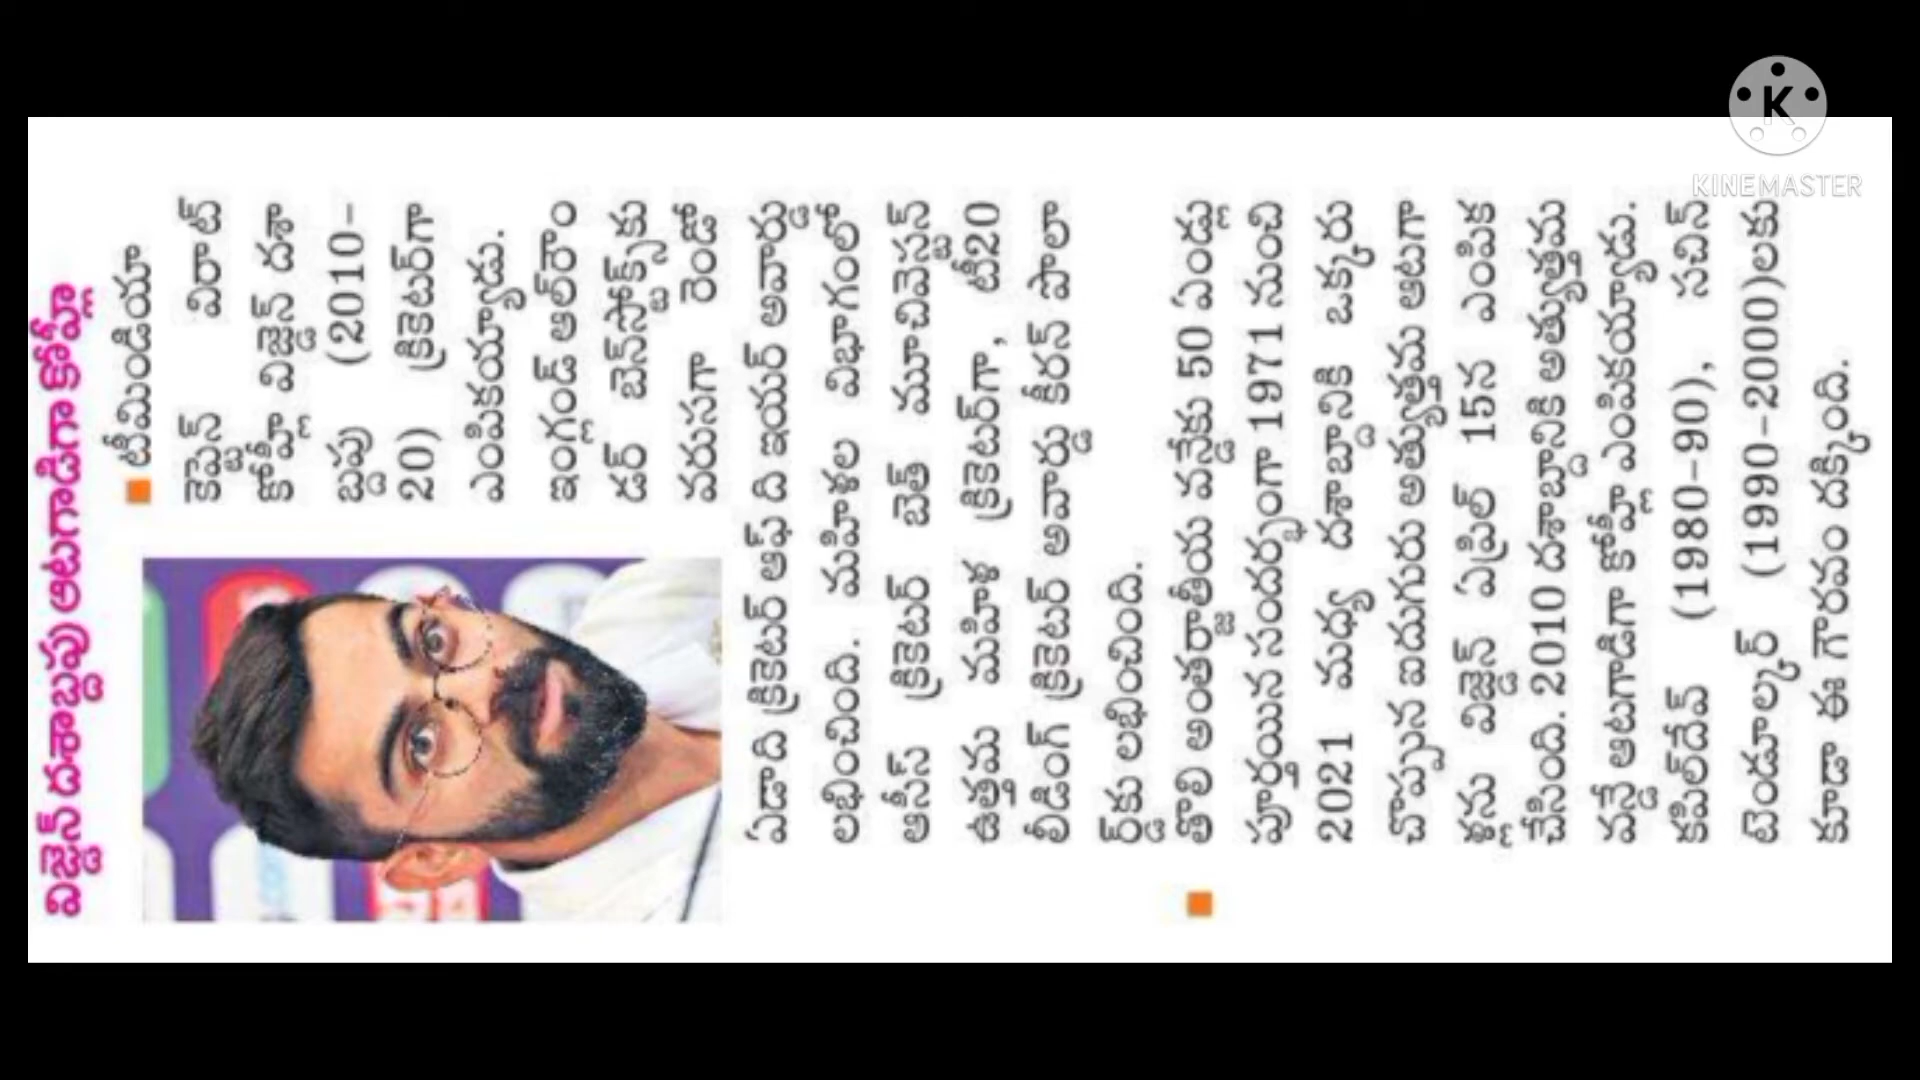 విజ్డెన్ దశాబ్దపు ఆటగాడిగా కోహ్లి
■ టీమిండియా
కెప్టెన్ విరాట్
కోహ్లి విజ్డెన్ దశా
బ్దపు (2010-
20) క్రికెటర్‌గా
ఎంపికయ్యాడు.
ఇంగ్లండ్ ఆల్‌రౌం
డర్ బెన్‌స్టోక్స్‌కు
వరుసగా రెండో
ఏడాది క్రికెటర్ ఆఫ్ ది ఇయర్ అవార్డు
లభించింది. మహిళల విభాగంలో
ఆసీస్ క్రికెటర్ బెత్ మూచివెనస్ట్
ఉత్తమ మహిళ క్రికెటర్‌గా, టీ20
లీడింగ్ క్రికెటర్ అవార్డు కీరన్ పొలా
ర్డ్‌కు లభించింది.
■ తొలి అంతర్జాతీయ వన్డేకు 50 ఏండ్లు
పూర్తయిన సందర్భంగా 1971 నుంచి
2021 మధ్య దశాబ్దానికి ఒక్కరు
చొప్పున ఐదుగురు అత్యుత్తమ ఆటగా
ళ్లను విజ్డెన్ ఏప్రిల్ 15న ఎంపిక
చేసింది. 2010 దశాబ్దానికి అత్యుత్తమ
వన్డే ఆటగాడిగా కోహ్లి ఎంపికయ్యాడు.
కపిల్‌దేవ్ (1980-90), సచిన్
టెండూల్కర్ (1990-2000)లకు
కూడా ఈ గౌరవం దక్కింది.
K
KINEMASTER